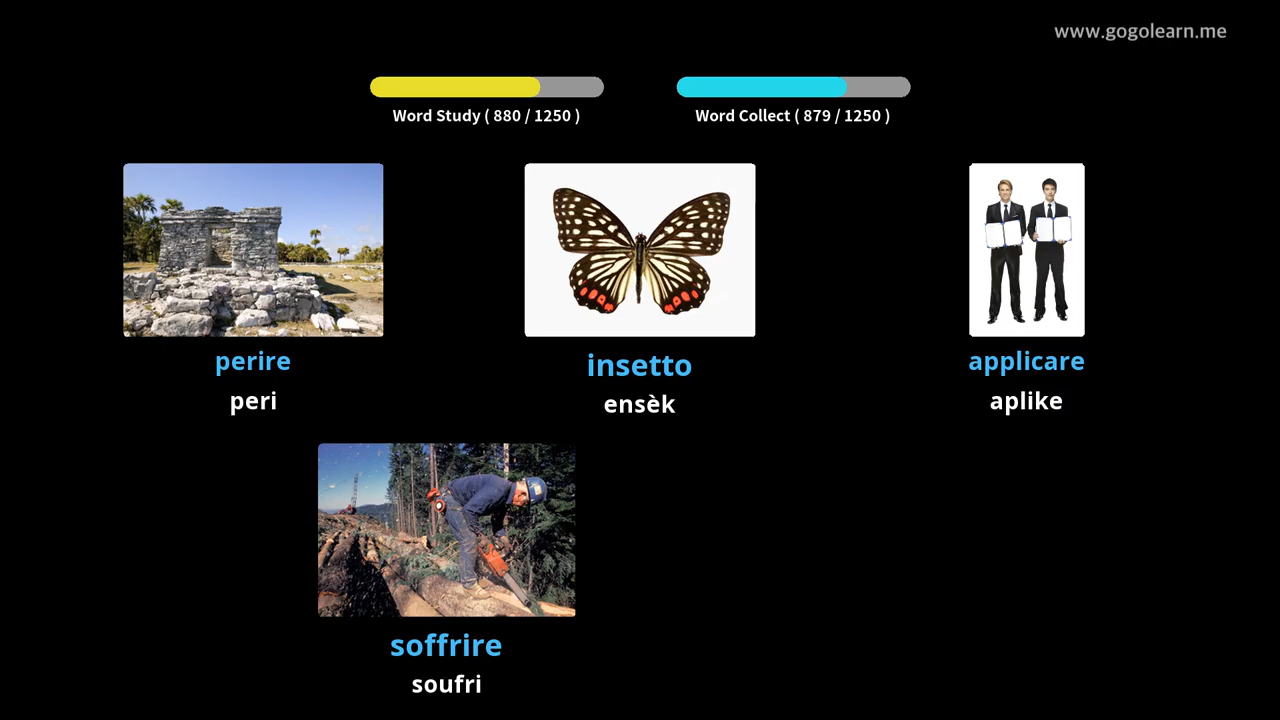 www.gogolearn.me
Word Study ( 880 / 1250 )
Word Collect ( 879 / 1250 )
perire
peri
insetto
ensèk
applicare
aplike
soffrire
soufri